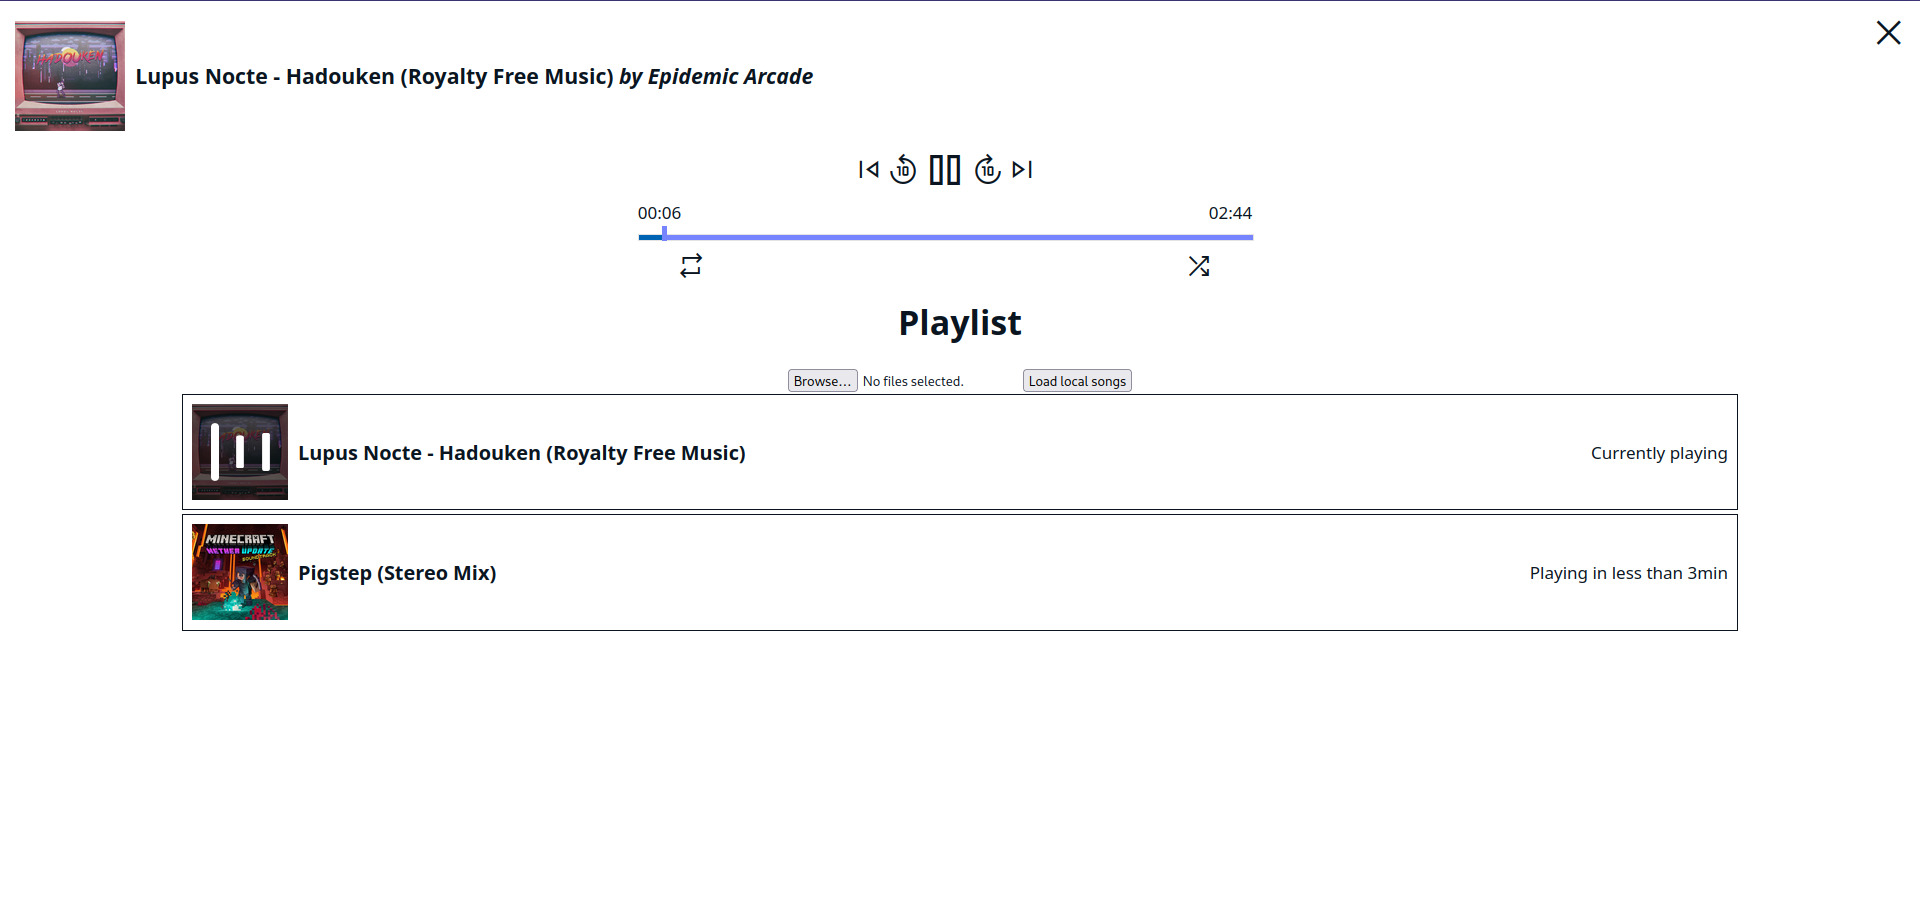 HADOUKEN
Lupus Nocte - Hadouken (Royalty Free Music) by Epidemic Arcade
10
10
00:06
02:44
Playlist
Browse...
No files selected.
Load local songs
Lupus Nocte - Hadouken (Royalty Free Music)
Currently playing
MINECRAFT
NETHER UPDATE
SOUNDTRACK
Pigstep (Stereo Mix)
Playing in less than 3min